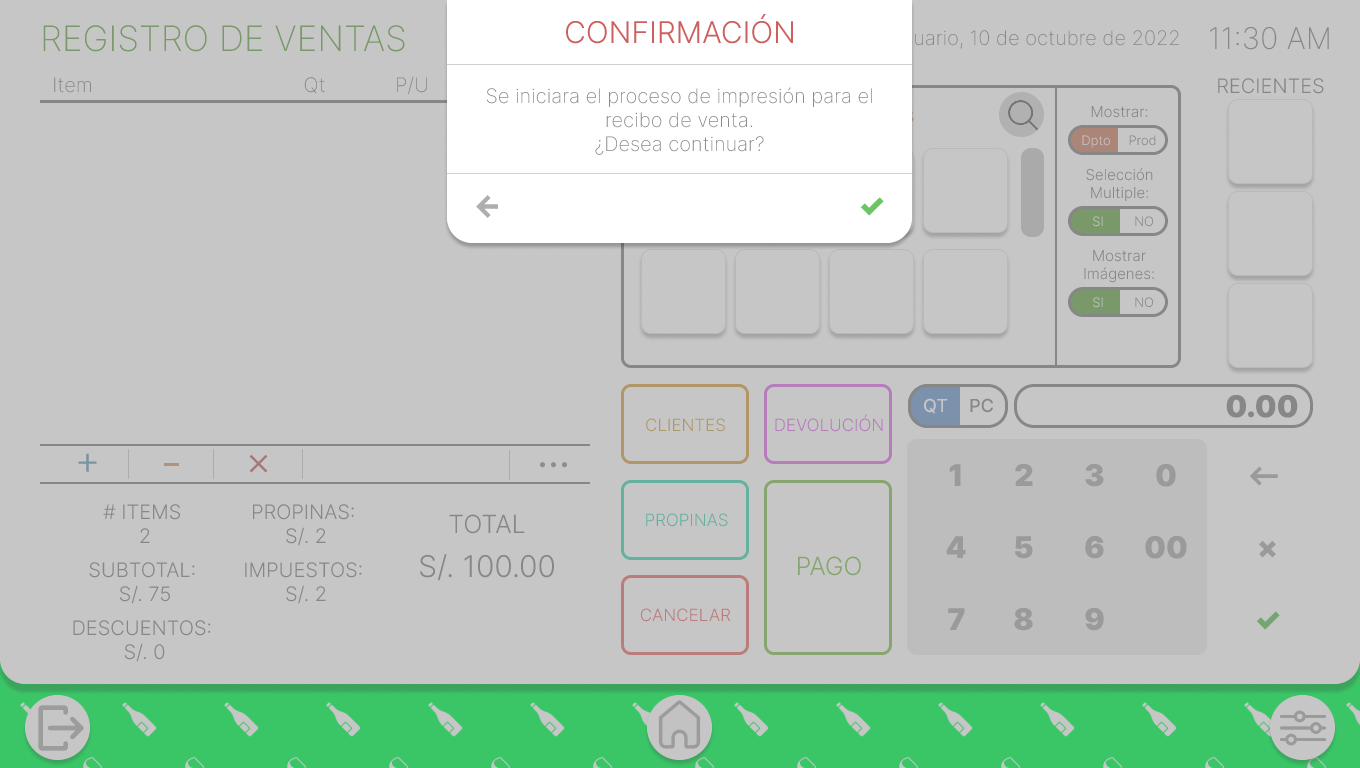 CONFIRMACIÓN
Se iniciara el proceso de impresión para el
recibo de venta.
¿Desea continuar?
REGISTRO DE VENTAS
10 de octubre de 2022
11:30 AM
Item Qt P/U
RECIENTES
Mostrar:
Dpto Prod
Selección
Multiple:
SI NO
Mostrar
Imágenes:
SI NO
# ITEMS
2
SUBTOTAL:
S/. 75
DESCUENTOS:
S/. 0
PROPINAS:
S/. 2
IMPUESTOS:
S/. 2
TOTAL
S/. 100.00
CLIENTES
DEVOLUCIÓN
PROPINAS
PAGO
CANCELAR
QT PC
0.00
1 2 3 0
4 5 6 00
7 8 9